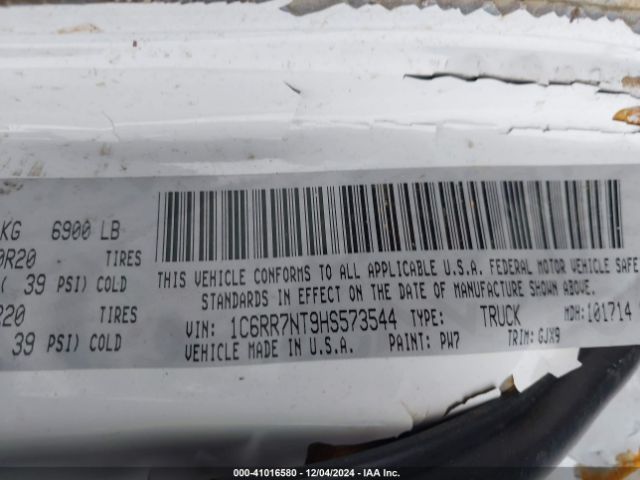 KG 6900 LB
0R20 TIRES
( 39 PSI) COLD
R20 TIRES
39 PSI) COLD
THIS VEHICLE CONFORMS TO ALL APPLICABLE U.S.A. FEDERAL MOTOR VEHICLE SAFE
STANDARDS IN EFFECT ON THE DATE OF MANUFACTURE SHOWN ABOVE.
VIN: 1C6RR7NT9HS573544 TYPE: TRUCK MDH: 101714
VEHICLE MADE IN U.S.A. PAINT: PW7 TRIM: GJX9
000-41016580 - 12/04/2024 - IAA Inc.